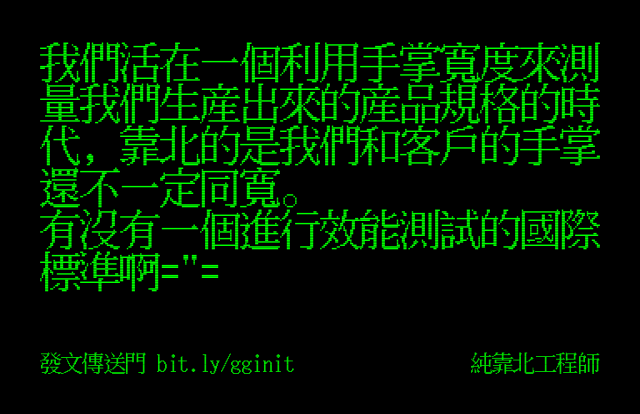 我們活在一個利用手掌寬度來測
量我們生產出來的產品規格的時
代，靠北的是我們和客戶的手掌
還不一定同寬。
有沒有一個進行效能測試的國際
標準啊="=
發文傳送門 bit.ly/gginit
純靠北工程師